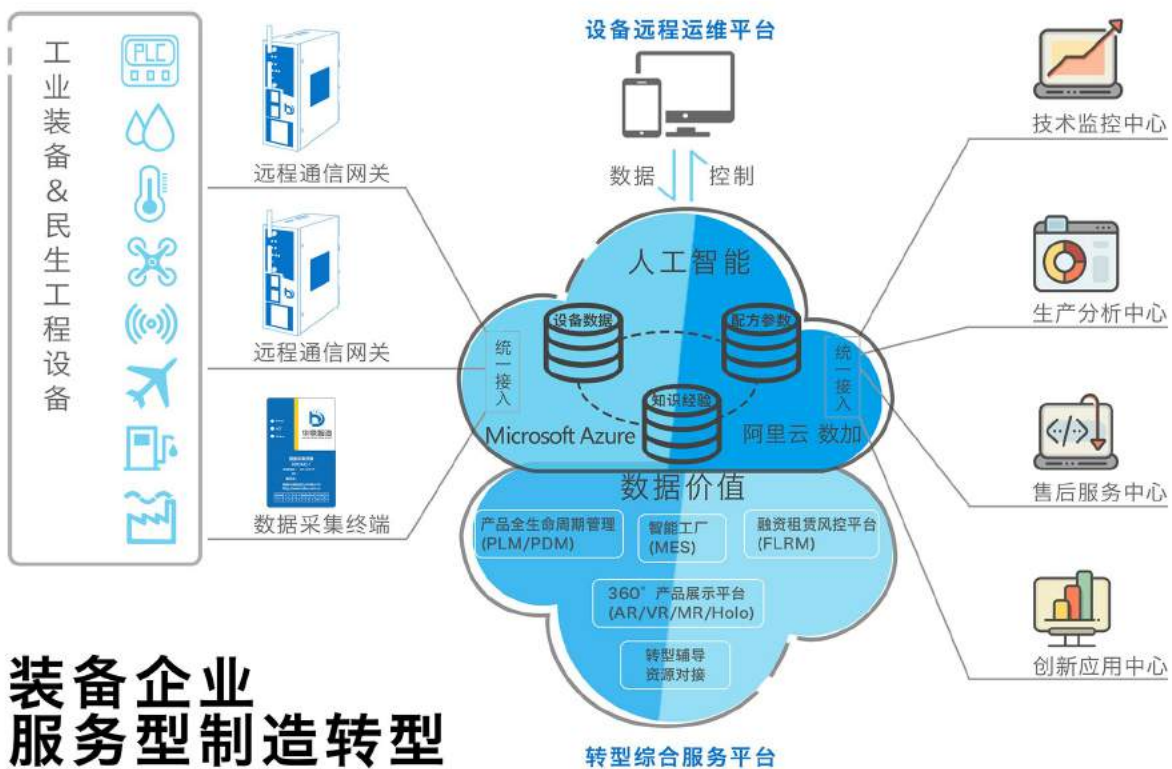 工业装备&民生工程设备
PLC
远程通信网关
远程通信网关
数据采集终端
设备远程运维平台
数据
控制
人工智能
设备数据
配方参数
知识经验
统一接入
统一接入
Microsoft Azure
阿里云 数加
数据价值
产品全生命周期管理
(PLM/PDM)
智能工厂
(MES)
融资租赁风控平台
(FLRM)
360°产品展示平台
(AR/VR/MR/Holo)
转型辅导
资源对接
转型综合服务平台
技术监控中心
生产分析中心
</>
售后服务中心
创新应用中心
装备企业
服务型制造转型